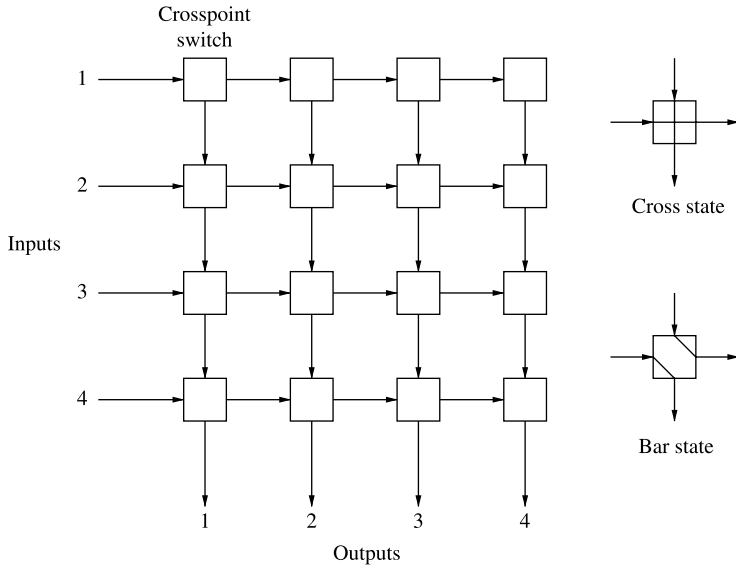 Crosspoint
switch
1
2
Inputs
3
4
1 2 3 4
Outputs
Cross state
Bar state